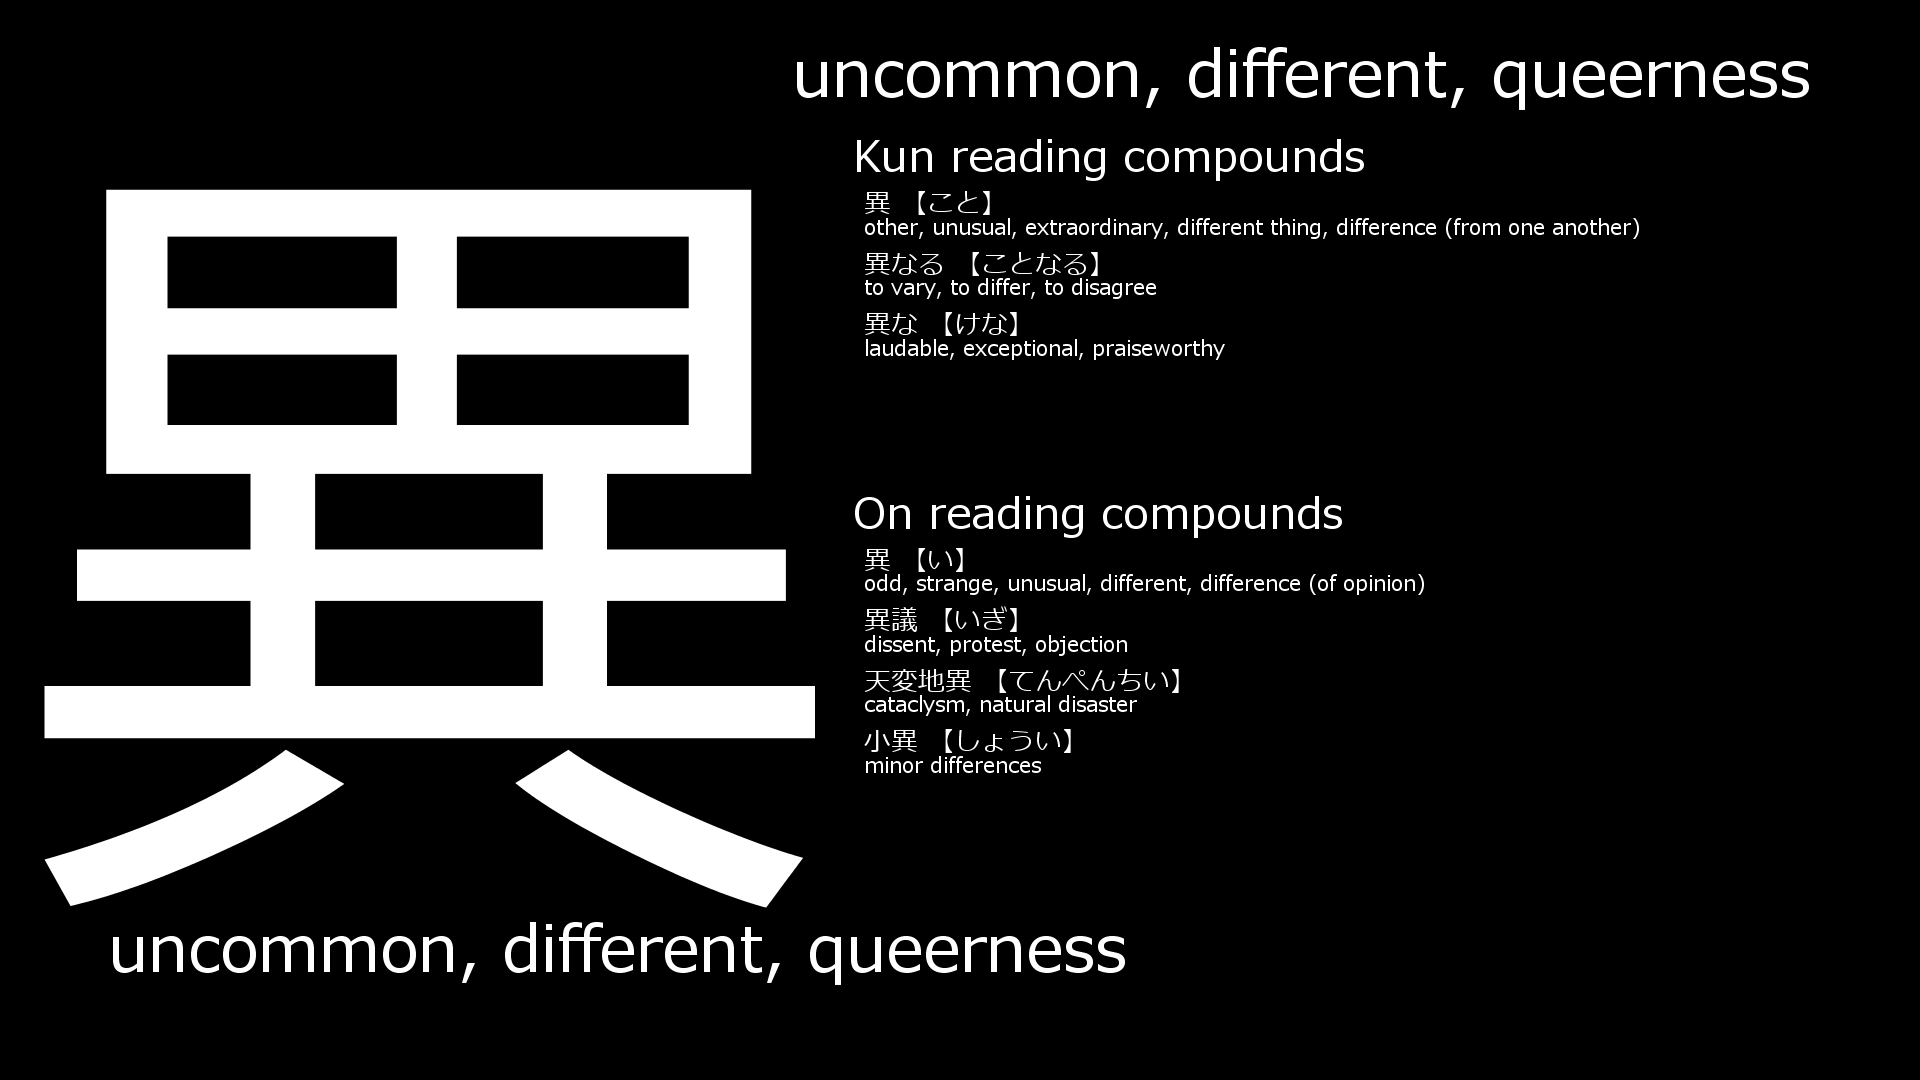 uncommon, different, queerness
異
Kun reading compounds
異 【こと】
other, unusual, extraordinary, different thing, difference (from one another)
異なる 【ことなる】
to vary, to differ, to disagree
異な 【けな】
laudable, exceptional, praiseworthy
On reading compounds
異 【い】
odd, strange, unusual, different, difference (of opinion)
異議 【いぎ】
dissent, protest, objection
天変地異 【てんぺんちい】
cataclysm, natural disaster
小異 【しょうい】
minor differences
uncommon, different, queerness